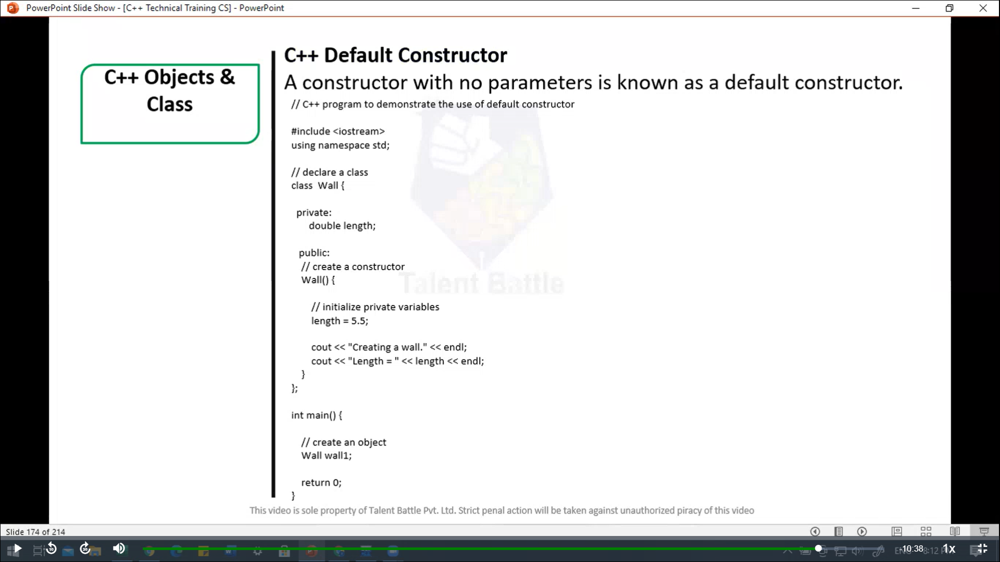 PowerPoint Slide Show - [C++ Technical Training CS] - PowerPoint
C++ Objects &
Class
C++ Default Constructor
A constructor with no parameters is known as a default constructor.
// C++ program to demonstrate the use of default constructor
#include <iostream>
using namespace std;
// declare a class
class  Wall {
private:
double length;
public:
// create a constructor
Wall() {
// initialize private variables
length = 5.5;
cout << "Creating a wall." << endl;
cout << "Length = " << length << endl;
}
};
int main() {
// create an object
Wall wall1;
return 0;
}
Talent Battle
This video is sole property of Talent Battle Pvt. Ltd. Strict penal action will be taken against unauthorized piracy of this video
Slide 174 of 214
10
30
-10:38
1x